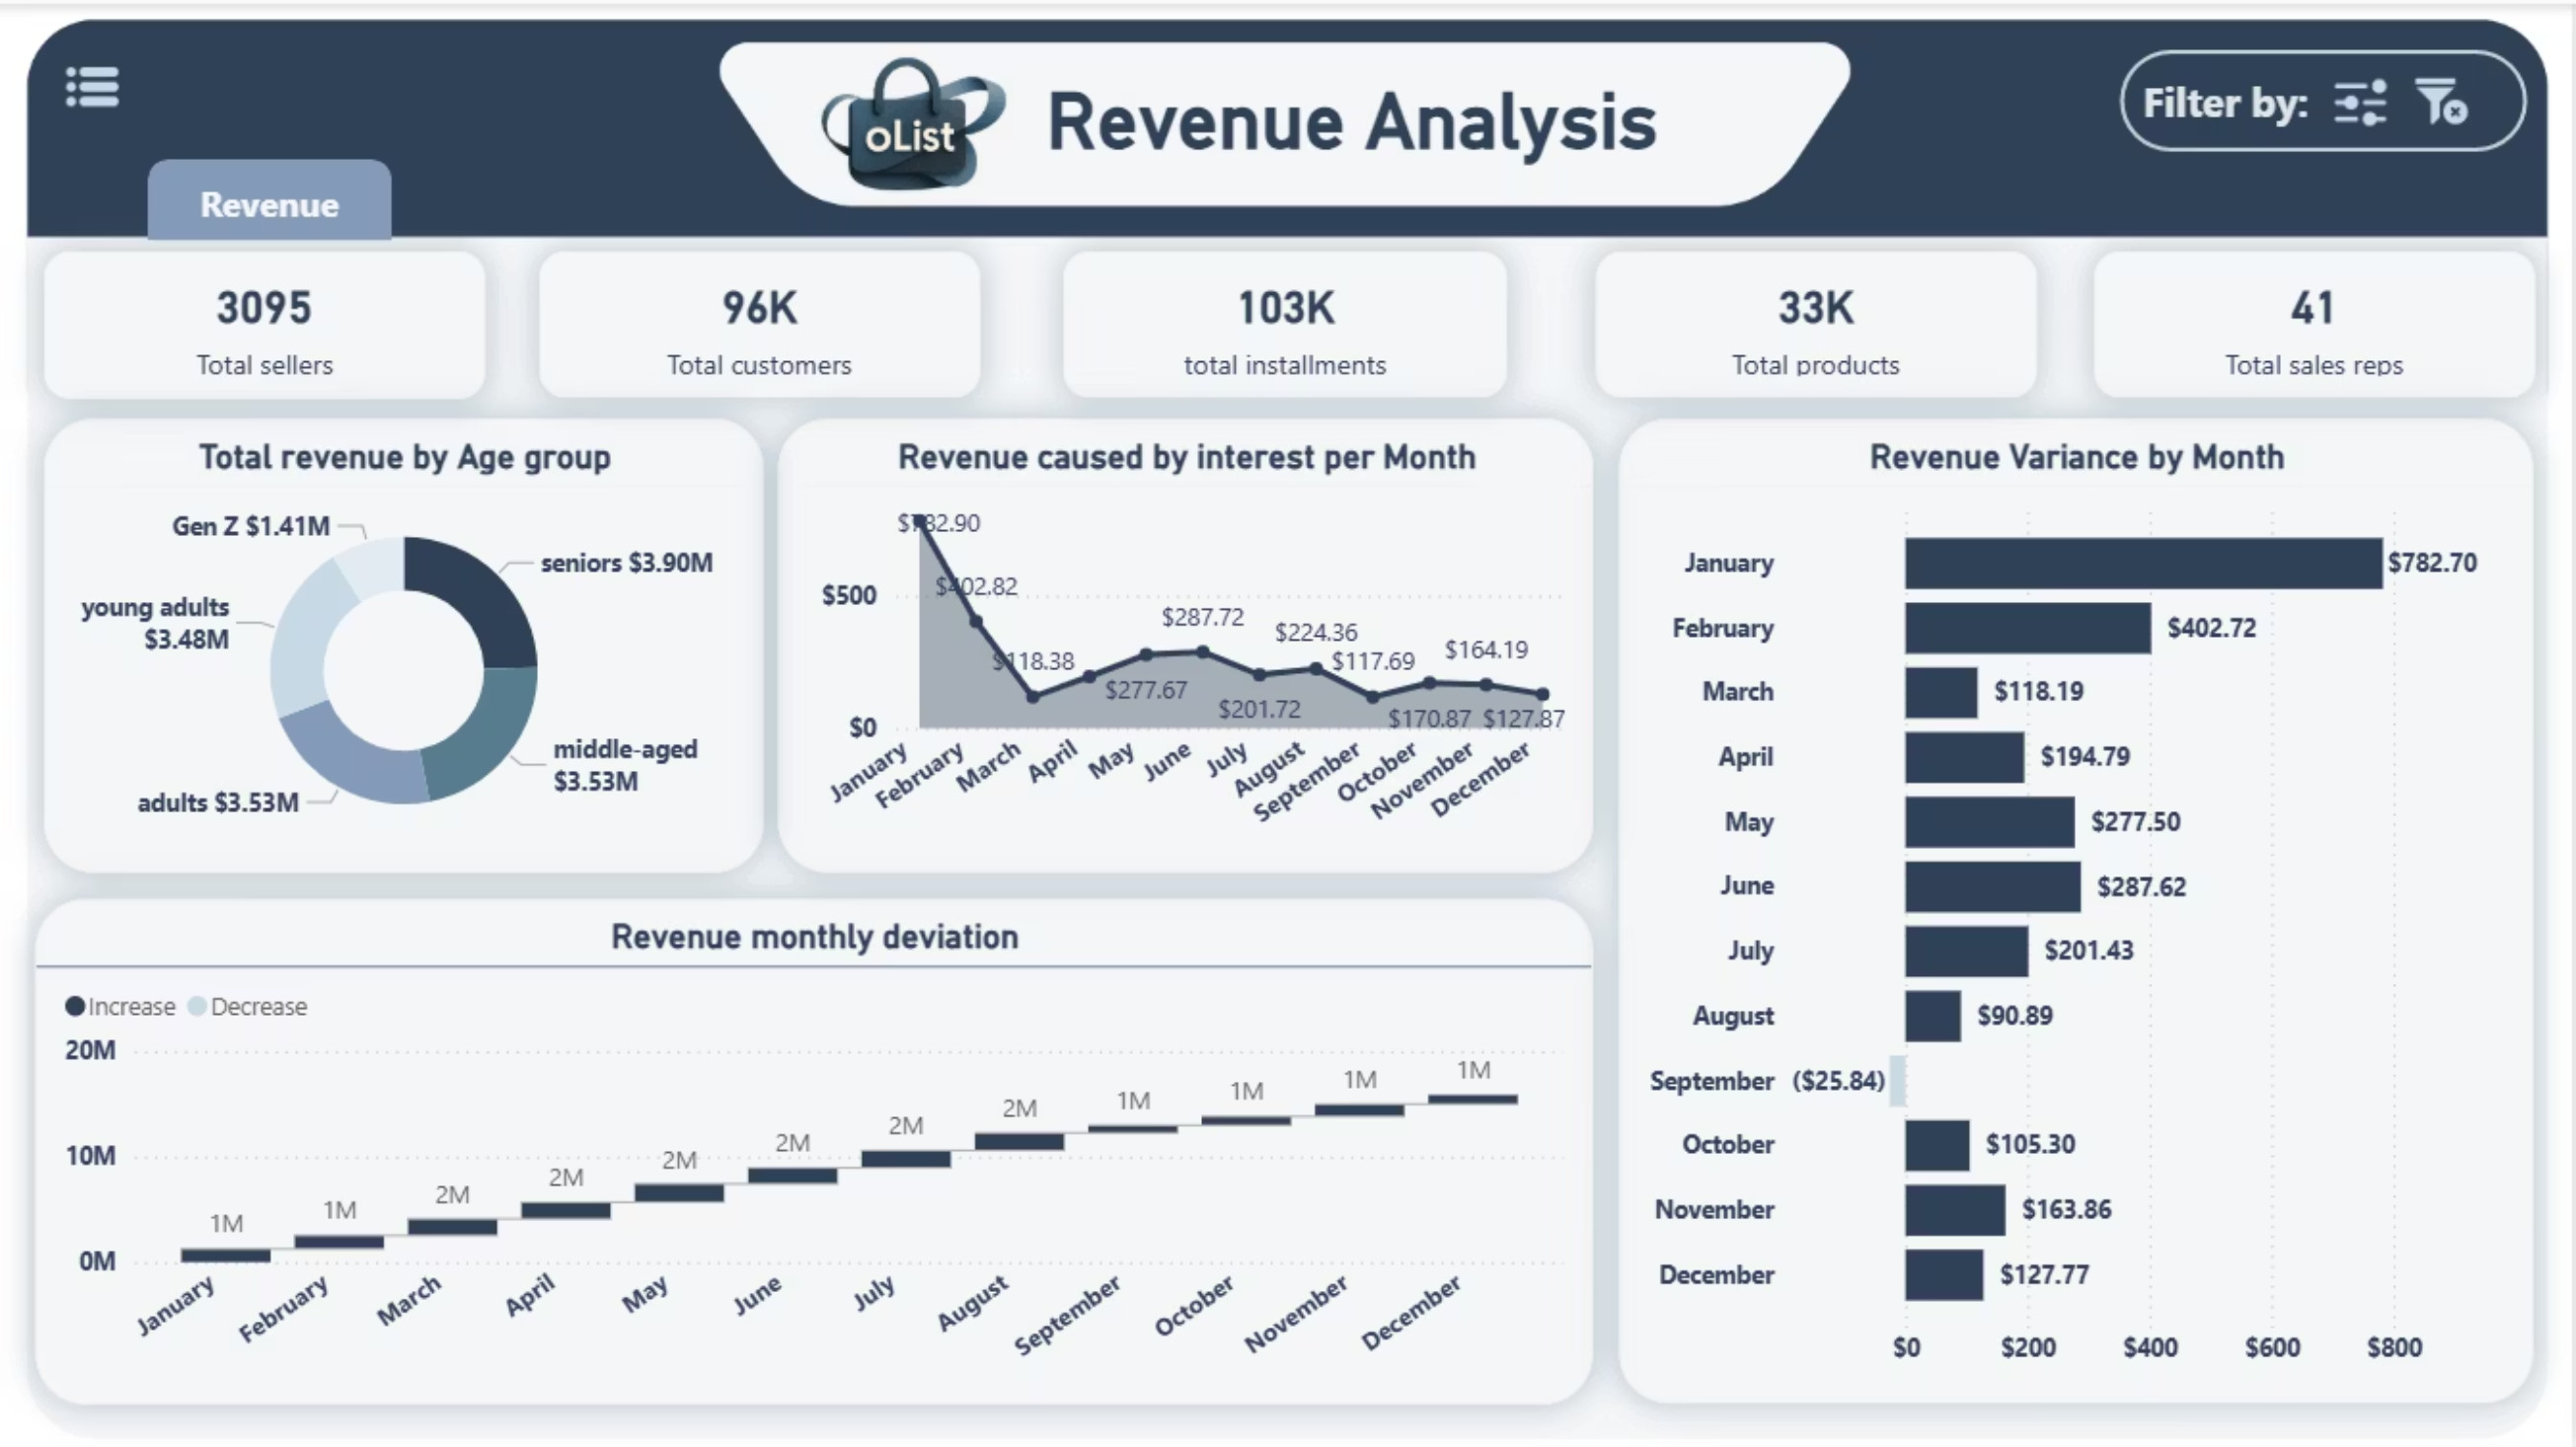 oList
Revenue Analysis
Filter by:
Revenue
3095
Total sellers
96K
Total customers
103K
total installments
33K
Total products
41
Total sales reps
Total revenue by Age group
Gen Z $1.41M
seniors $3.90M
young adults
$3.48M
middle-aged
$3.53M
adults $3.53M
Revenue caused by interest per Month
$500
$0
$782.90
$402.82
$118.38
$277.67
$287.72
$201.72
$224.36
$117.69
$170.87
$164.19
$127.87
January
February
March
April
May
June
July
August
September
October
November
December
Revenue Variance by Month
January $782.70
February $402.72
March $118.19
April $194.79
May $277.50
June $287.62
July $201.43
August $90.89
September ($25.84)
October $105.30
November $163.86
December $127.77
$0 $200 $400 $600 $800
Revenue monthly deviation
Increase Decrease
20M
10M
0M
1M
1M
2M
2M
2M
2M
2M
2M
1M
1M
1M
1M
January
February
March
April
May
June
July
August
September
October
November
December